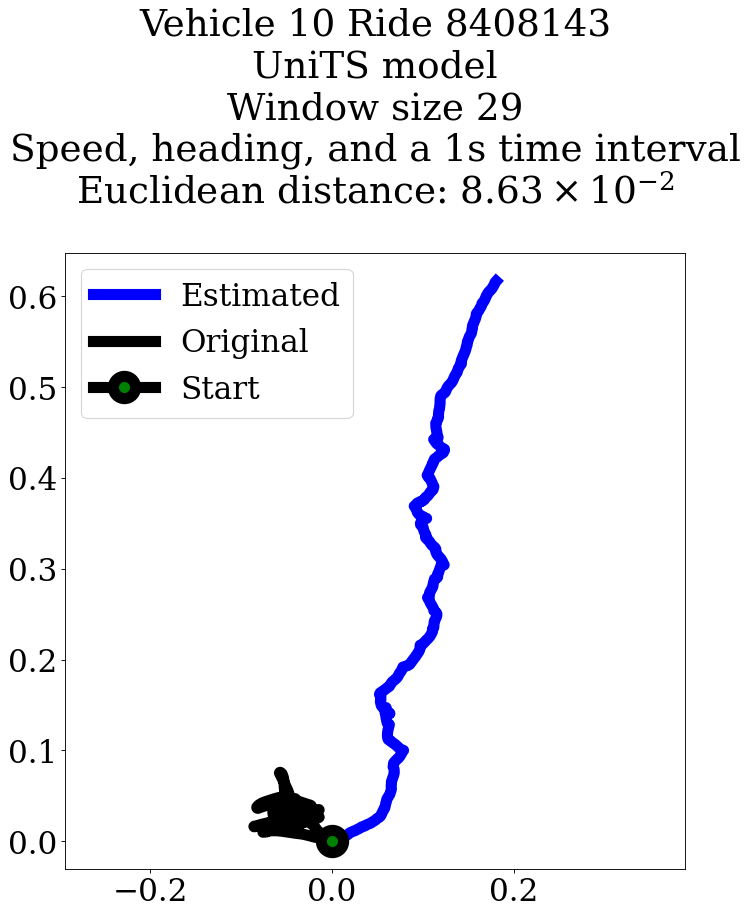 Vehicle 10 Ride 8408143
UniTS model
Window size 29
Speed, heading, and a 1s time interval
Euclidean distance: 8.63 × 10⁻²
Estimated
Original
Start
0.6
0.5
0.4
0.3
0.2
0.1
0.0
−0.2
0.0
0.2